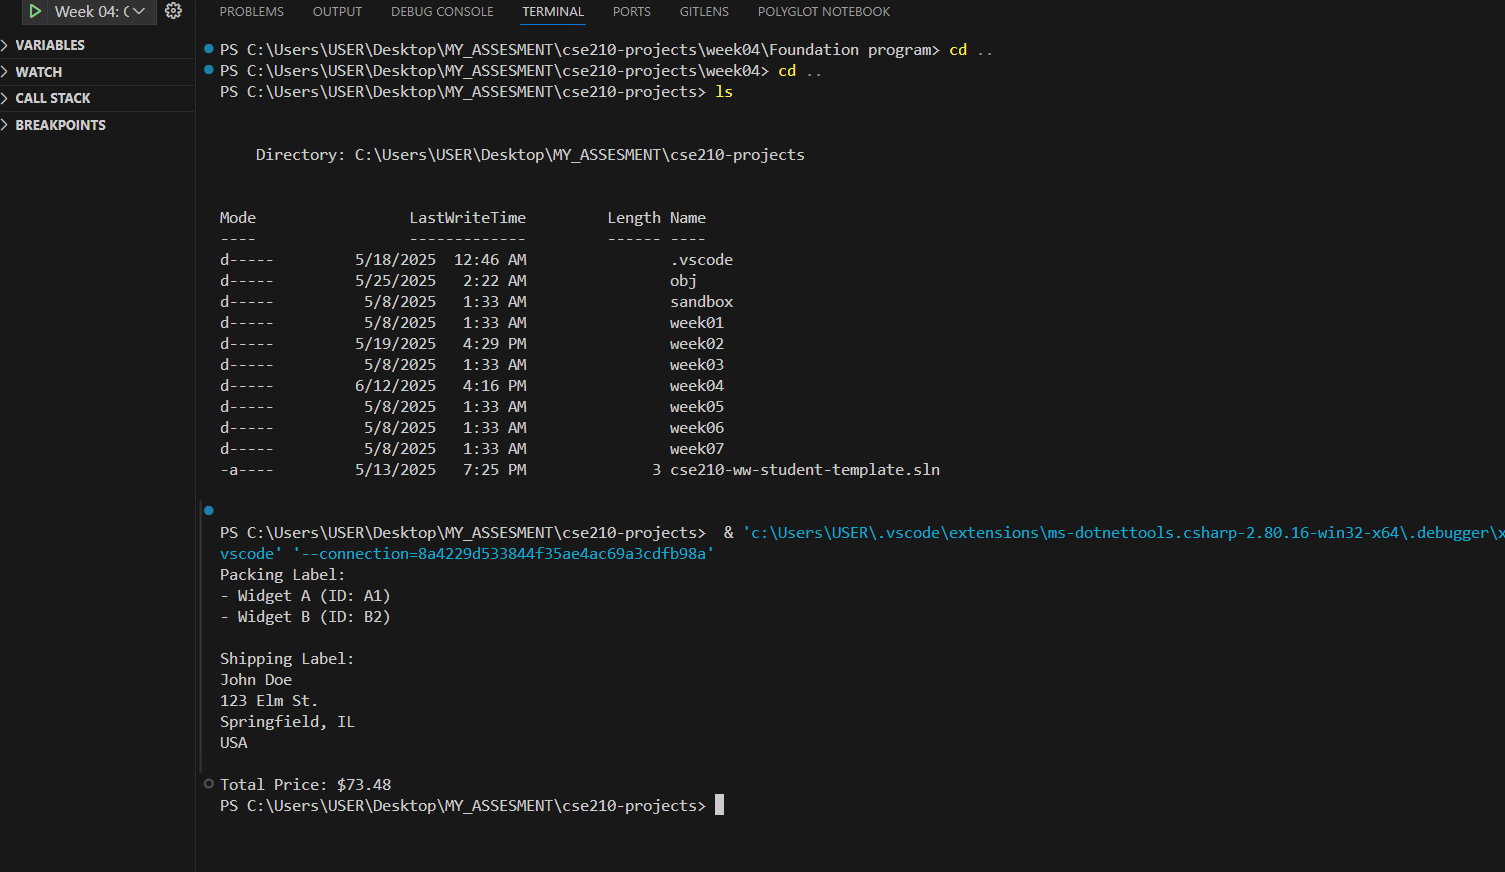 Week 04: (
PROBLEMS OUTPUT DEBUG CONSOLE TERMINAL PORTS GITLENS POLYGLOT NOTEBOOK
VARIABLES
WATCH
CALL STACK
BREAKPOINTS
PS C:\Users\USER\Desktop\MY_ASSESMENT\cse210-projects\week04\Foundation program> cd ..
PS C:\Users\USER\Desktop\MY_ASSESMENT\cse210-projects\week04> cd ..
PS C:\Users\USER\Desktop\MY_ASSESMENT\cse210-projects> ls
Directory: C:\Users\USER\Desktop\MY_ASSESMENT\cse210-projects
Mode LastWriteTime Length Name
---- ------------- ------ ----
d----- 5/18/2025 12:46 AM .vscode
d----- 5/25/2025 2:22 AM obj
d----- 5/8/2025 1:33 AM sandbox
d----- 5/8/2025 1:33 AM week01
d----- 5/19/2025 4:29 PM week02
d----- 5/8/2025 1:33 AM week03
d----- 6/12/2025 4:16 PM week04
d----- 5/8/2025 1:33 AM week05
d----- 5/8/2025 1:33 AM week06
d----- 5/8/2025 1:33 AM week07
-a---- 5/13/2025 7:25 PM 3 cse210-ww-student-template.sln
PS C:\Users\USER\Desktop\MY_ASSESMENT\cse210-projects> & 'c:\Users\USER\.vscode\extensions\ms-dotnettools.csharp-2.80.16-win32-x64\.debugger\x
vscode' '--connection=8a4229d533844f35ae4ac69a3cdfb98a'
Packing Label:
- Widget A (ID: A1)
- Widget B (ID: B2)
Shipping Label:
John Doe
123 Elm St.
Springfield, IL
USA
Total Price: $73.48
PS C:\Users\USER\Desktop\MY_ASSESMENT\cse210-projects>